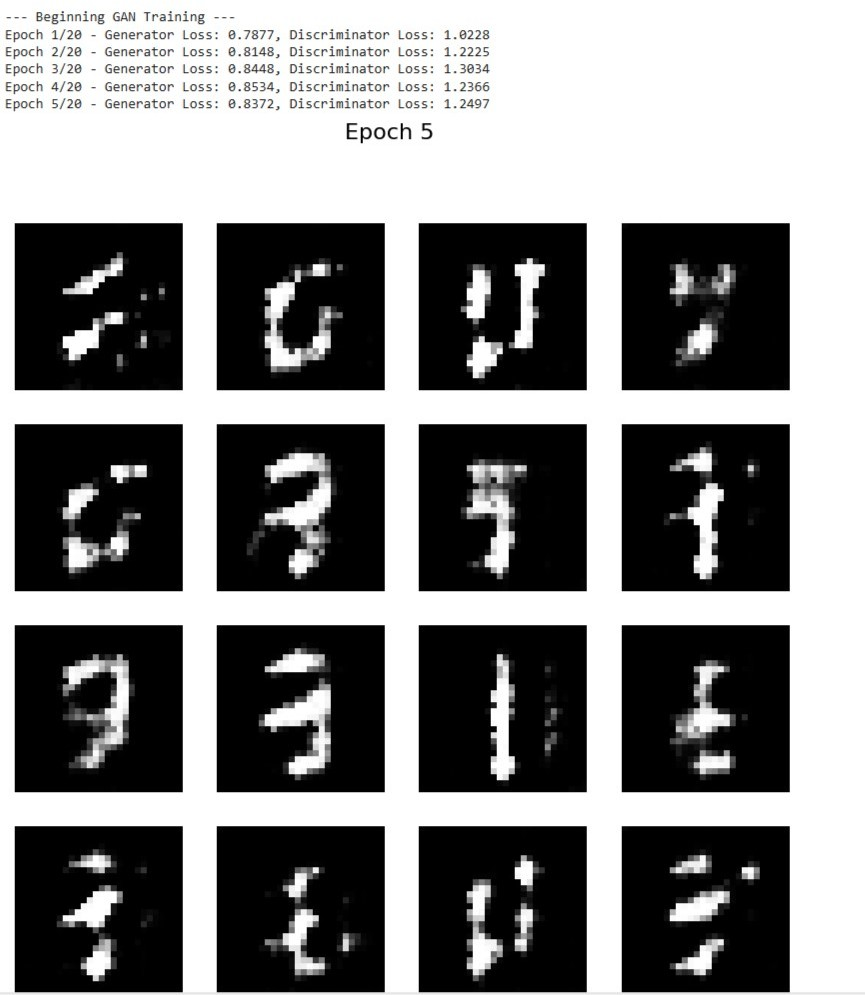 --- Beginning GAN Training ---
Epoch 1/20 - Generator Loss: 0.7877, Discriminator Loss: 1.0228
Epoch 2/20 - Generator Loss: 0.8148, Discriminator Loss: 1.2225
Epoch 3/20 - Generator Loss: 0.8448, Discriminator Loss: 1.3034
Epoch 4/20 - Generator Loss: 0.8534, Discriminator Loss: 1.2366
Epoch 5/20 - Generator Loss: 0.8372, Discriminator Loss: 1.2497
Epoch 5